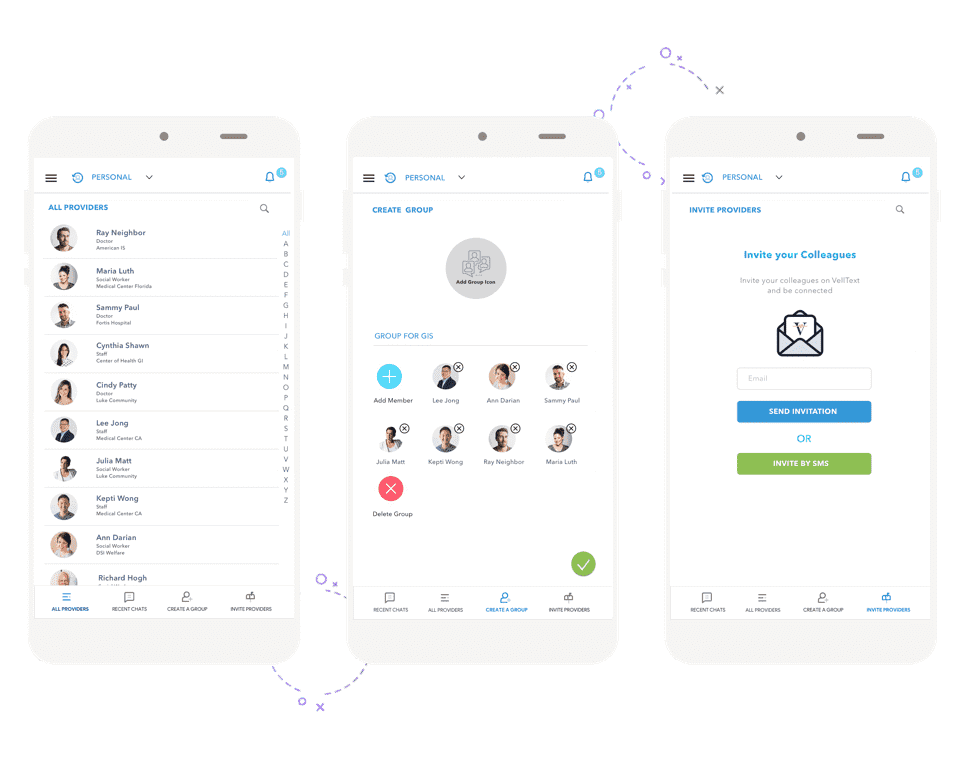 PERSONAL
5
ALL PROVIDERS
Ray Neighbor
Doctor
American IS
Maria Luth
Social Worker
Medical Center Florida
Sammy Paul
Doctor
Fortis Hospital
Cynthia Shawn
Staff
Center of Health GI
Cindy Patty
Doctor
Luke Community
Lee Jong
Staff
Medical Center CA
Julia Matt
Social Worker
Luke Community
Kepti Wong
Staff
Medical Center CA
Ann Darian
Social Worker
DSI Welfare
Richard Hogh
All
A
B
C
D
E
F
G
H
I
J
K
L
M
N
O
P
Q
R
S
T
U
V
W
X
Y
Z
ALL PROVIDERS RECENT CHATS CREATE A GROUP INVITE PROVIDERS
PERSONAL
5
CREATE GROUP
Add Group Icon
GROUP FOR GIS
Add Member Lee Jong Ann Darian Sammy Paul
Julia Matt Kepti Wong Ray Neighbor Maria Luth
Delete Group
RECENT CHATS ALL PROVIDERS CREATE A GROUP INVITE PROVIDERS
PERSONAL
5
INVITE PROVIDERS
Invite your Colleagues
Invite your colleagues on VellText
and be connected
V
Email
SEND INVITATION
OR
INVITE BY SMS
RECENT CHATS ALL PROVIDERS CREATE A GROUP INVITE PROVIDERS